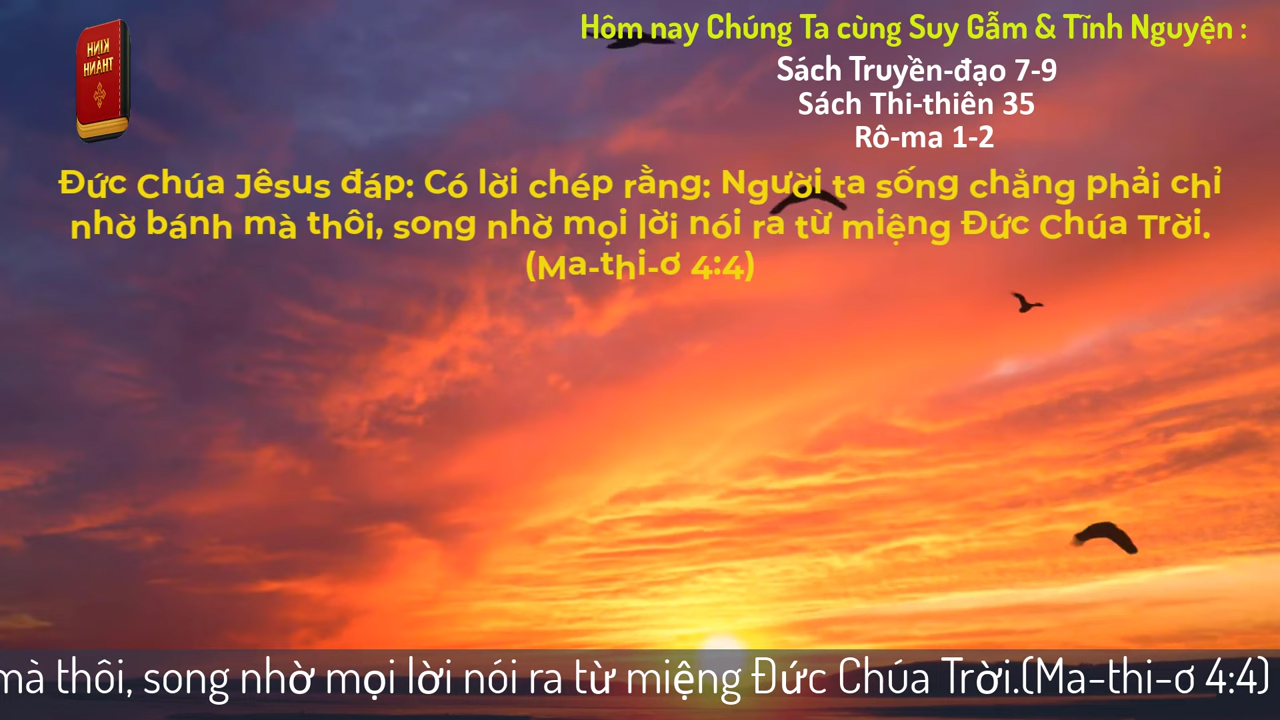 KINH
THÁNH
Hôm nay Chúng Ta cùng Suy Gẫm & Tĩnh Nguyện :
Sách Truyền-đạo 7-9
Sách Thi-thiên 35
Rô-ma 1-2
Đức Chúa Jêsus đáp: Có lời chép rằng: Người ta sống chẳng phải chỉ
nhờ bánh mà thôi, song nhờ mọi lời nói ra từ miệng Đức Chúa Trời.
(Ma-thi-ơ 4:4)
mà thôi, song nhờ mọi lời nói ra từ miệng Đức Chúa Trời.(Ma-thi-ơ 4:4)